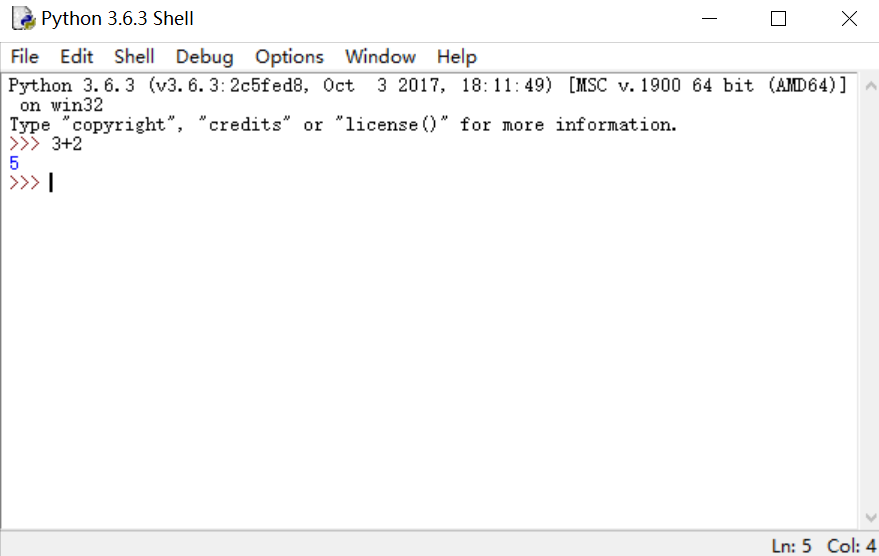 Python 3.6.3 Shell
File Edit Shell Debug Options Window Help
Python 3.6.3 (v3.6.3:2c5fed8, Oct  3 2017, 18:11:49) [MSC v.1900 64 bit (AMD64)]
 on win32
Type "copyright", "credits" or "license()" for more information.
>>> 3+2
5
>>>
Ln: 5 Col: 4